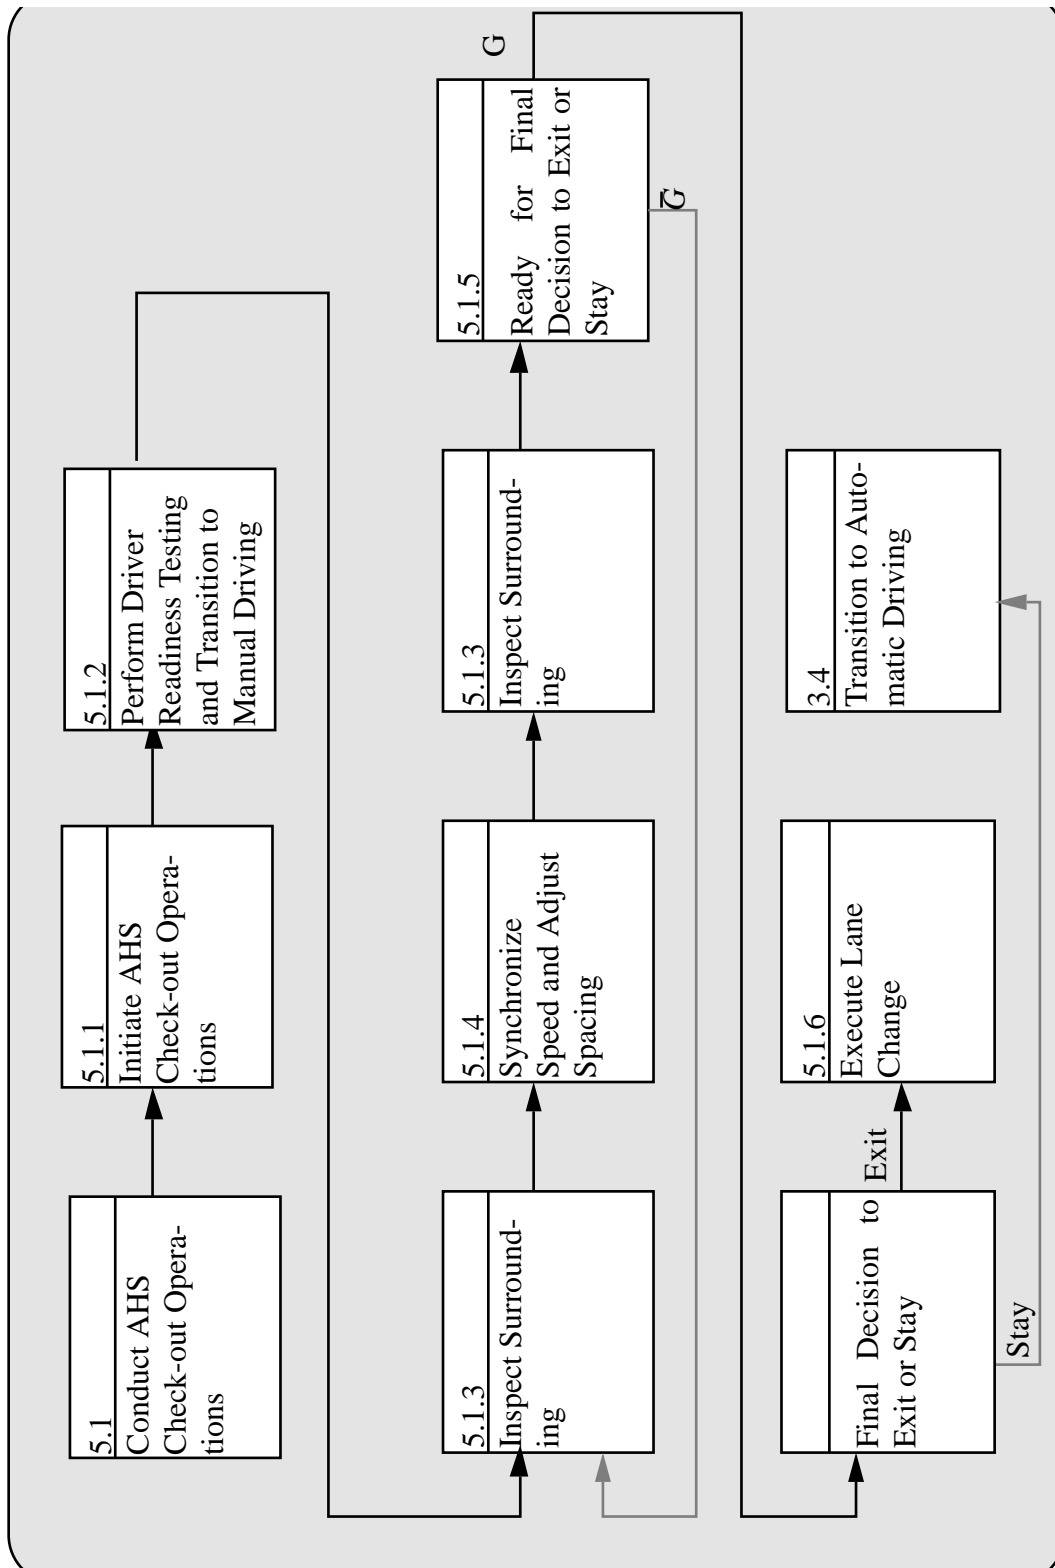 5.1
Conduct AHS
Check-out Opera-
tions
5.1.1
Initiate AHS
Check-out Opera-
tions
5.1.2
Perform Driver
Readiness Testing
and Transition to
Manual Driving
5.1.3
Inspect Surround-
ing
5.1.4
Synchronize
Speed and Adjust
Spacing
5.1.3
Inspect Surround-
ing
5.1.5
Ready for Final
Decision to Exit or
Stay
G
G̅
Final Decision to
Exit or Stay
Exit
Stay
5.1.6
Execute Lane
Change
3.4
Transition to Auto-
matic Driving